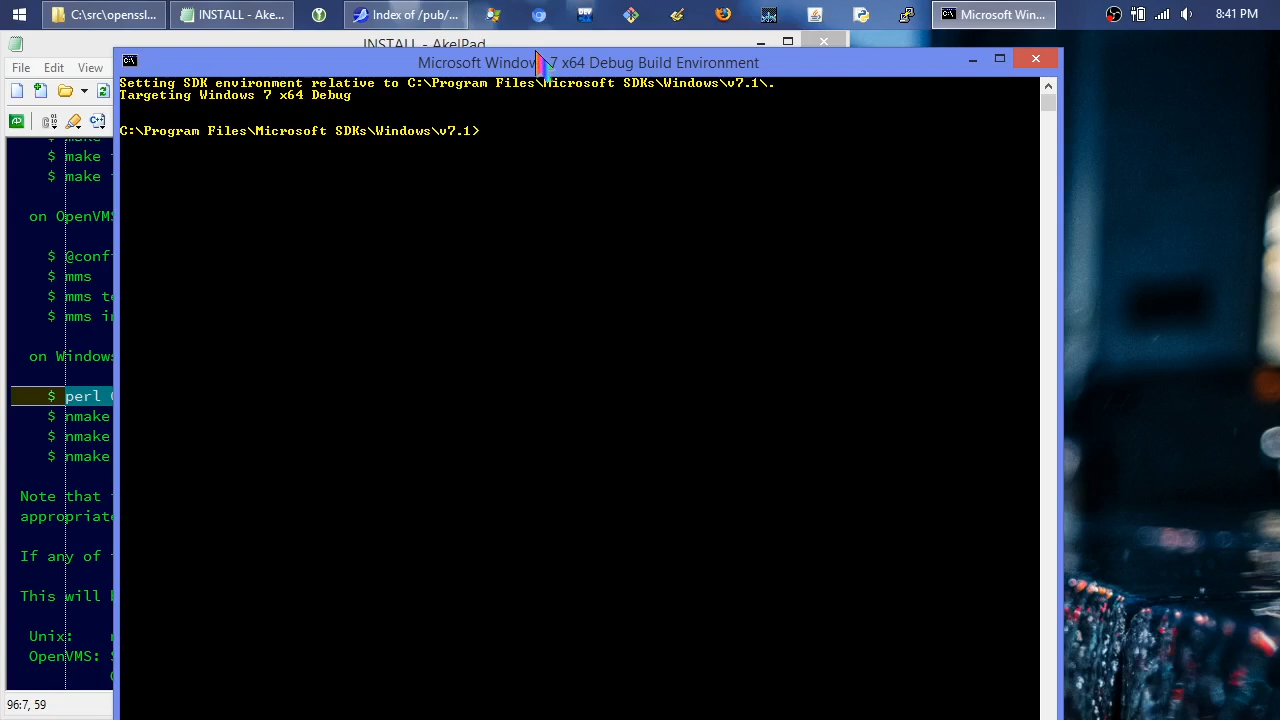 C:\src\openssl...
INSTALL - Ake...
Index of /pub/...
Microsoft Win...
8:41 PM
INSTALL - AkelPad
File Edit View
Microsoft Windows 7 x64 Debug Build Environment
Setting SDK environment relative to C:\Program Files\Microsoft SDKs\Windows\v7.1\.
Targeting Windows 7 x64 Debug
C:\Program Files\Microsoft SDKs\Windows\v7.1>
$ make
$ make
$ make
on OpenVMS
$ @conf
$ mms
$ mms te
$ mms in
on Windows
$ perl
$ nmake
$ nmake
$ nmake
Note that
appropriate
If any of
This will
Unix:
OpenVMS:
96:7, 59